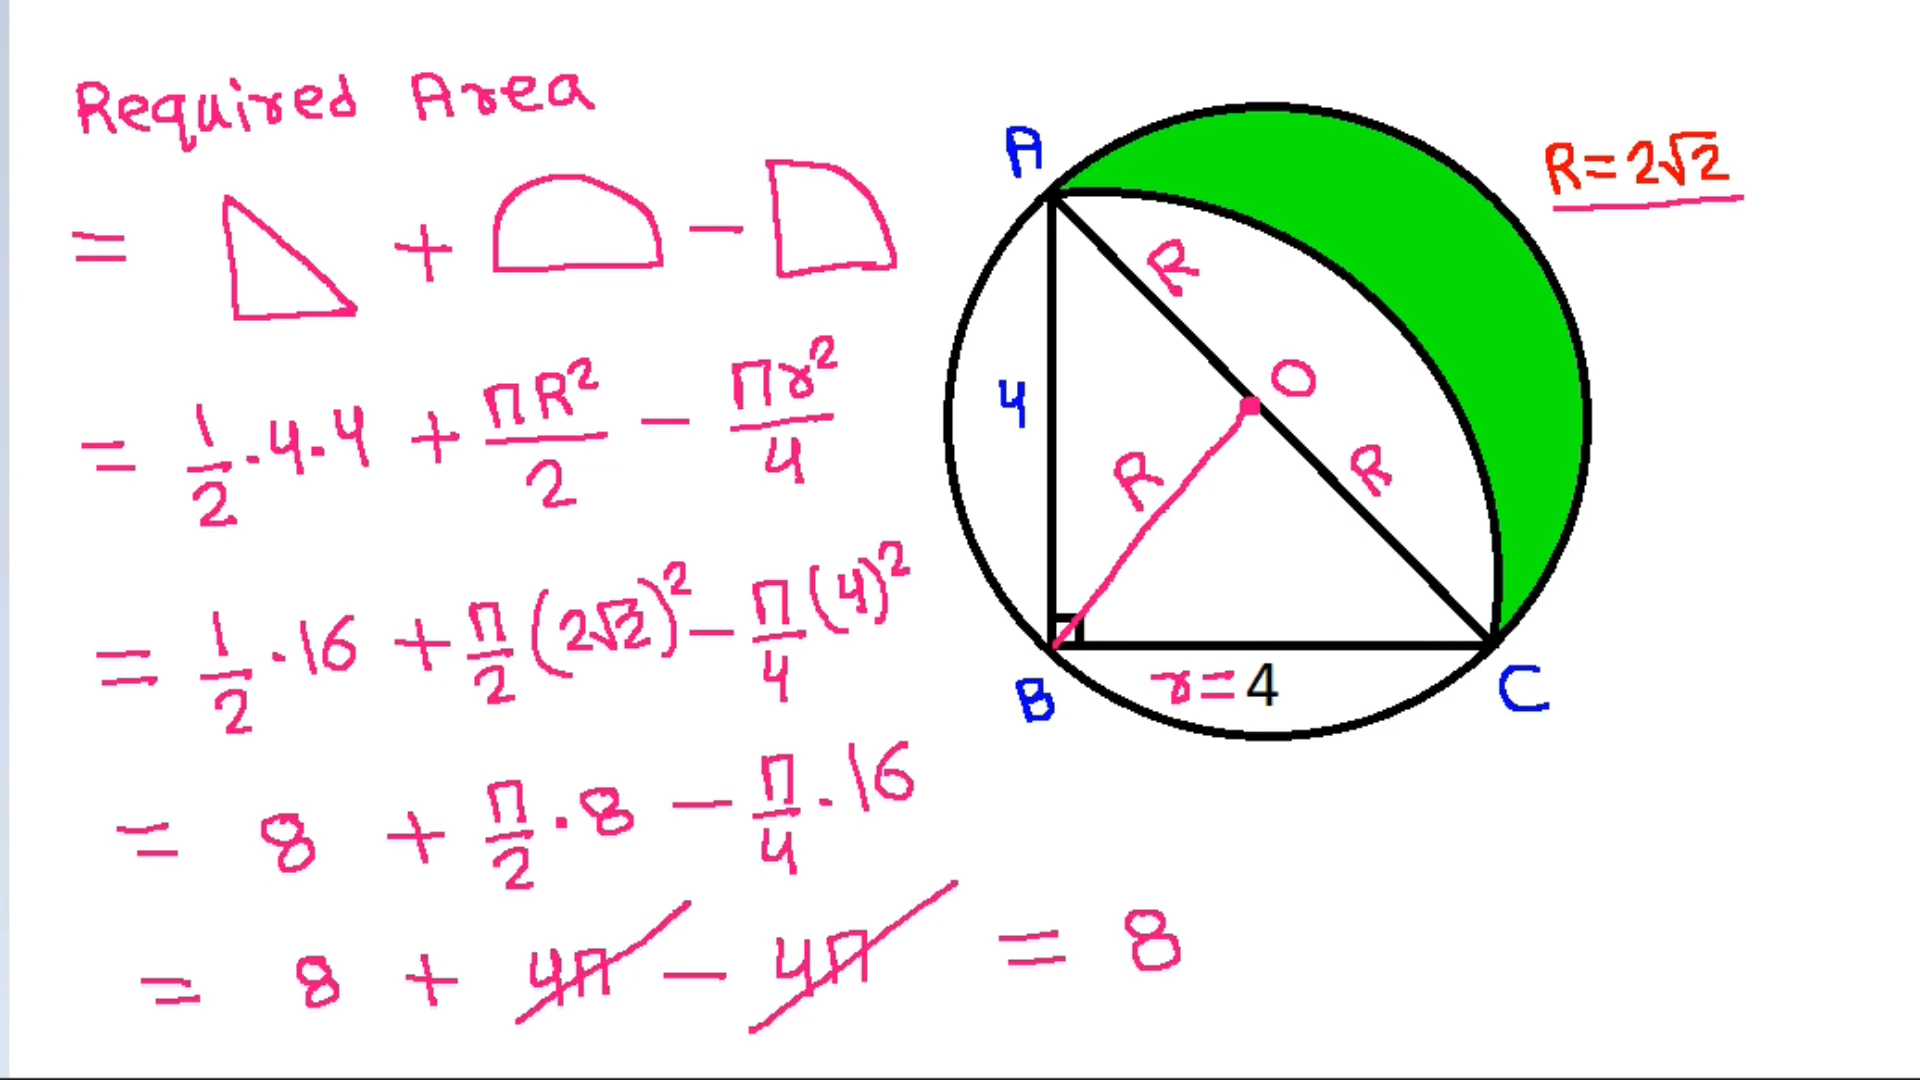 Required Area
= + −
= 1/2 · 4 · 4 + ΠR²/2 − Πr²/4
= 1/2 · 16 + Π/2 (2√2)² − Π/4 (4)²
= 8 + Π/2 · 8 − Π/4 · 16
= 8 + 4Π − 4Π = 8
R = 2√2
A
R
O
4
R
R
B
r = 4
C